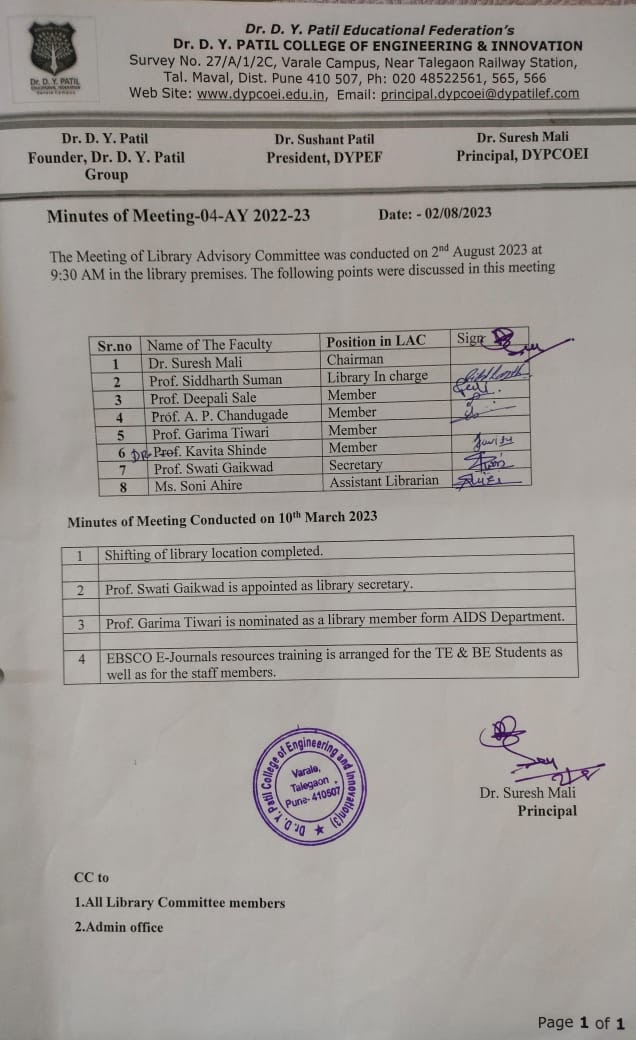 Dr. D. Y. Patil Educational Federation's
Dr. D. Y. PATIL COLLEGE OF ENGINEERING & INNOVATION
Survey No. 27/A/1/2C, Varale Campus, Near Talegaon Railway Station,
Tal. Maval, Dist. Pune 410 507, Ph: 020 48522561, 565, 566
Web Site: www.dypcoei.edu.in, Email: principal.dypcoei@dypatilef.com
Dr. D. Y. PATIL
EDUCATIONAL FEDERATION
Varale Campus
Dr. D. Y. Patil Dr. Sushant Patil Dr. Suresh Mali
Founder, Dr. D. Y. Patil President, DYPEF Principal, DYPCOEI
Group
Minutes of Meeting-04-AY 2022-23 Date: - 02/08/2023
The Meeting of Library Advisory Committee was conducted on 2nd August 2023 at
9:30 AM in the library premises. The following points were discussed in this meeting
Sr.no Name of The Faculty Position in LAC Sign
1 Dr. Suresh Mali Chairman
2 Prof. Siddharth Suman Library In charge
3 Prof. Deepali Sale Member
4 Prof. A. P. Chandugade Member
5 Prof. Garima Tiwari Member
6 DR. Prof. Kavita Shinde Member
7 Prof. Swati Gaikwad Secretary
8 Ms. Soni Ahire Assistant Librarian
Minutes of Meeting Conducted on 10th March 2023
1 Shifting of library location completed.
2 Prof. Swati Gaikwad is appointed as library secretary.
3 Prof. Garima Tiwari is nominated as a library member form AIDS Department.
4 EBSCO E-Journals resources training is arranged for the TE & BE Students as
well as for the staff members.
Dr. D. Y. Patil College of Engineering and Innovation(3)
Varale,
Talegaon
Pune- 410507
Dr. Suresh Mali
Principal
CC to
1.All Library Committee members
2.Admin office
Page 1 of 1